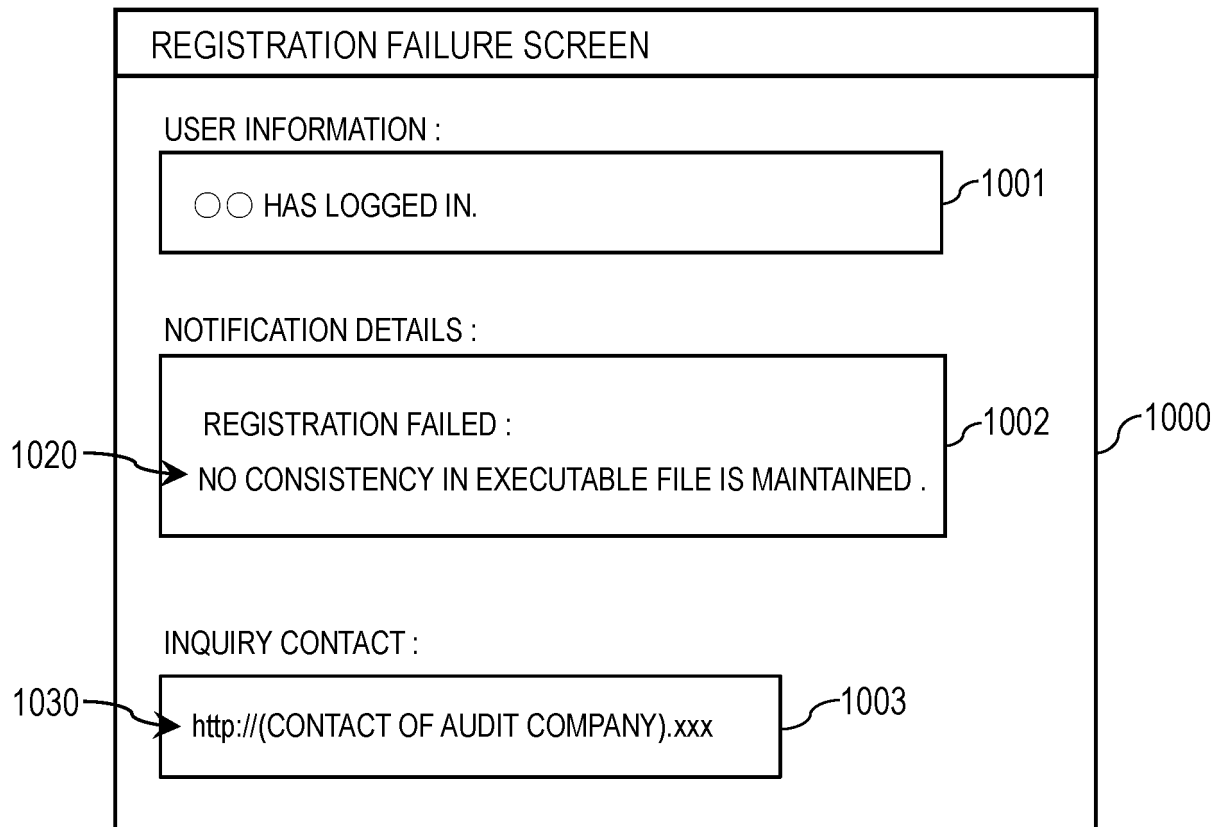 REGISTRATION FAILURE SCREEN
USER INFORMATION :
○○ HAS LOGGED IN.
1001
NOTIFICATION DETAILS :
REGISTRATION FAILED :
1002
1000
1020
NO CONSISTENCY IN EXECUTABLE FILE IS MAINTAINED .
INQUIRY CONTACT :
1030
http://(CONTACT OF AUDIT COMPANY).xxx
1003